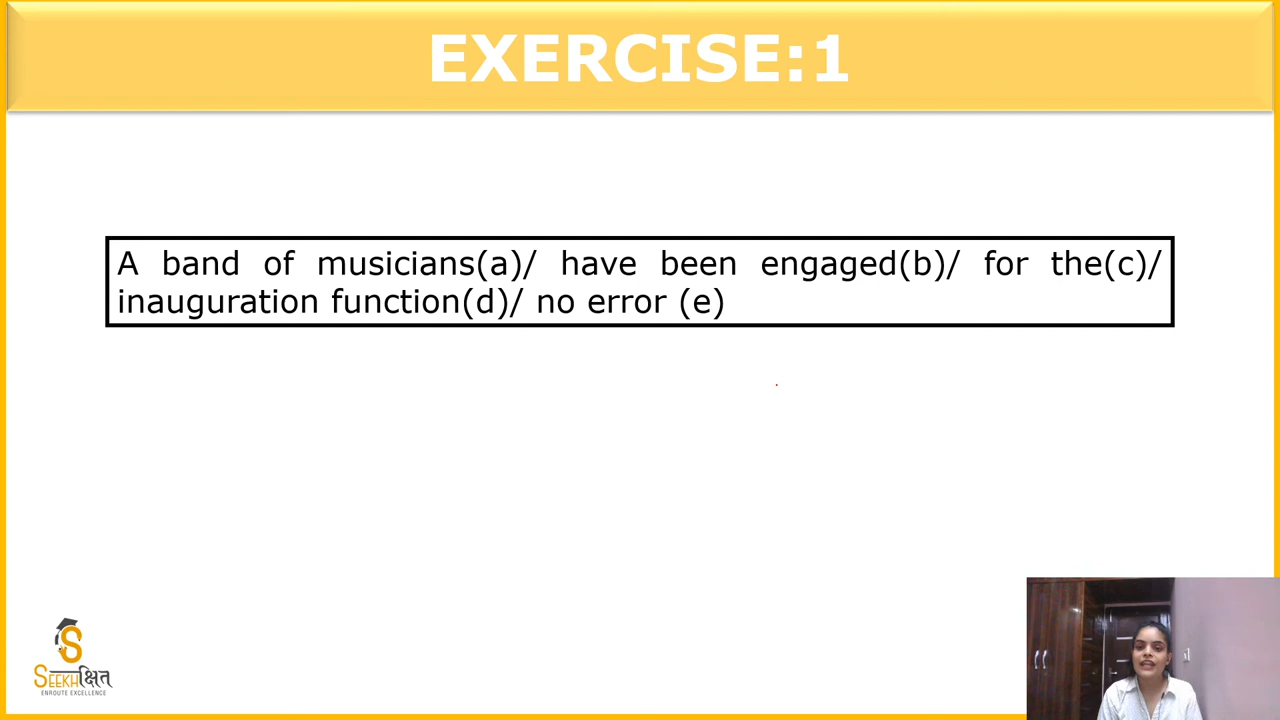 EXERCISE:1
A band of musicians(a)/ have been engaged(b)/ for the(c)/
inauguration function(d)/ no error (e)
S
SEEKHक्षित
ENROUTE EXCELLENCE